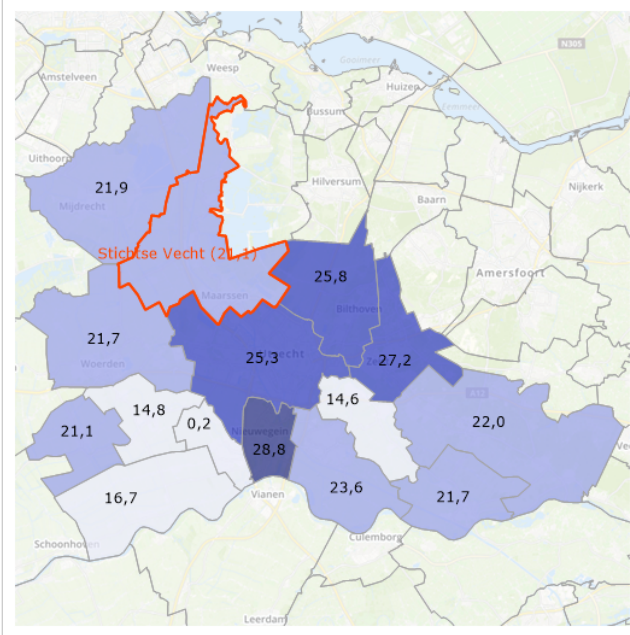 N305
Gooimeer
Weesp
Amstelveen
Huizen
Eemmeer
Bussum
Uithoorn
Hilversum
21,9
Nijkerk
Mijdrecht
Baarn
Stichtse Vecht (21,1)
Amersfoort
25,8
Maarssen
Bilthoven
21,7
25,3
27,2
Woerden
A12
14,6
14,8
0,2
22,0
21,1
Nieuwegein
28,8
23,6
21,7
16,7
Vianen
Culemborg
Schoonhoven
Leerdam